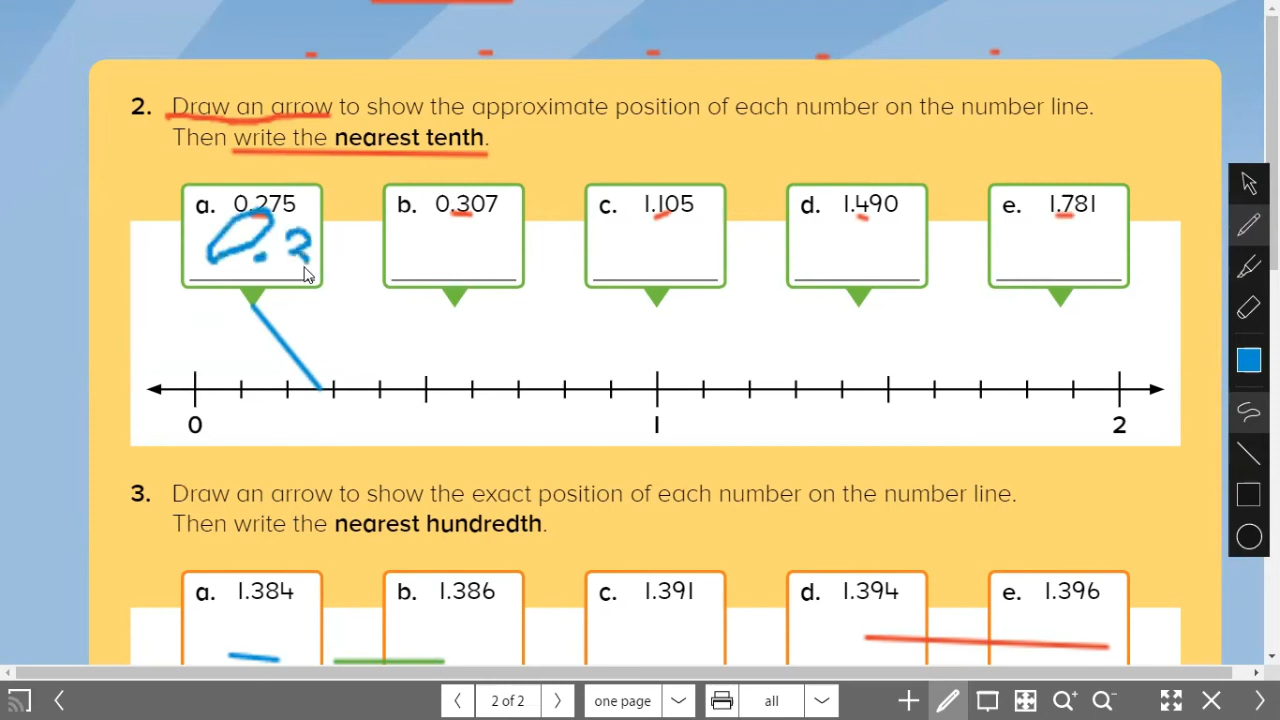 2. Draw an arrow to show the approximate position of each number on the number line.
Then write the nearest tenth.
a. 0.275
b. 0.307
c. 1.105
d. 1.490
e. 1.781
0 1 2
3. Draw an arrow to show the exact position of each number on the number line.
Then write the nearest hundredth.
a. 1.384
b. 1.386
c. 1.391
d. 1.394
e. 1.396
2 of 2
one page
all